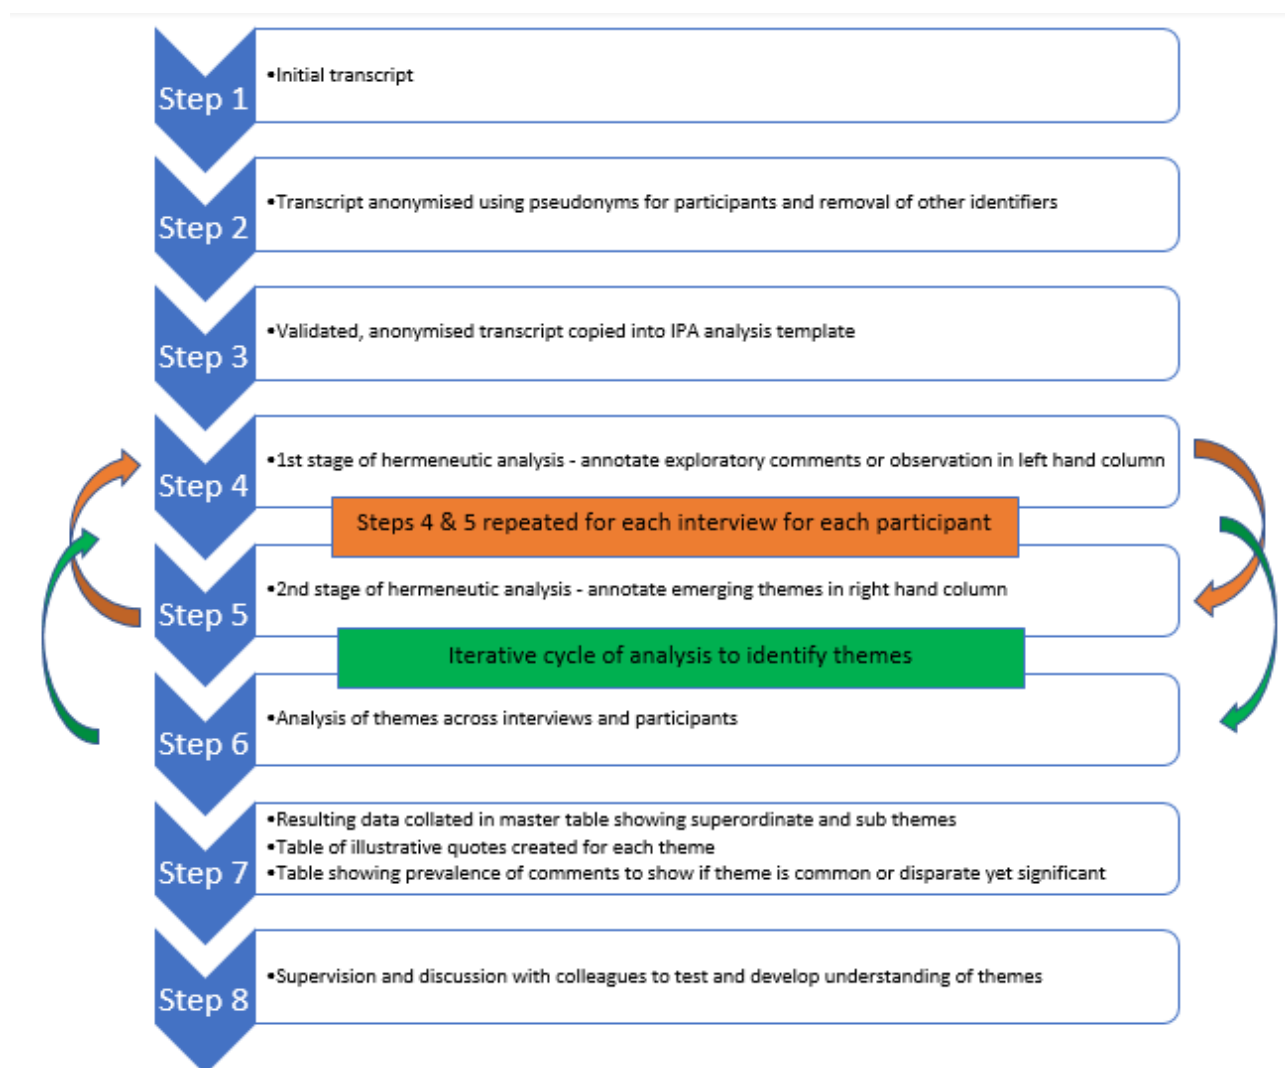 Step 1
•Initial transcript
Step 2
•Transcript anonymised using pseudonyms for participants and removal of other identifiers
Step 3
•Validated, anonymised transcript copied into IPA analysis template
Step 4
•1st stage of hermeneutic analysis - annotate exploratory comments or observation in left hand column
Steps 4 & 5 repeated for each interview for each participant
Step 5
•2nd stage of hermeneutic analysis - annotate emerging themes in right hand column
Iterative cycle of analysis to identify themes
Step 6
•Analysis of themes across interviews and participants
Step 7
•Resulting data collated in master table showing superordinate and sub themes
•Table of illustrative quotes created for each theme
•Table showing prevalence of comments to show if theme is common or disparate yet significant
Step 8
•Supervision and discussion with colleagues to test and develop understanding of themes